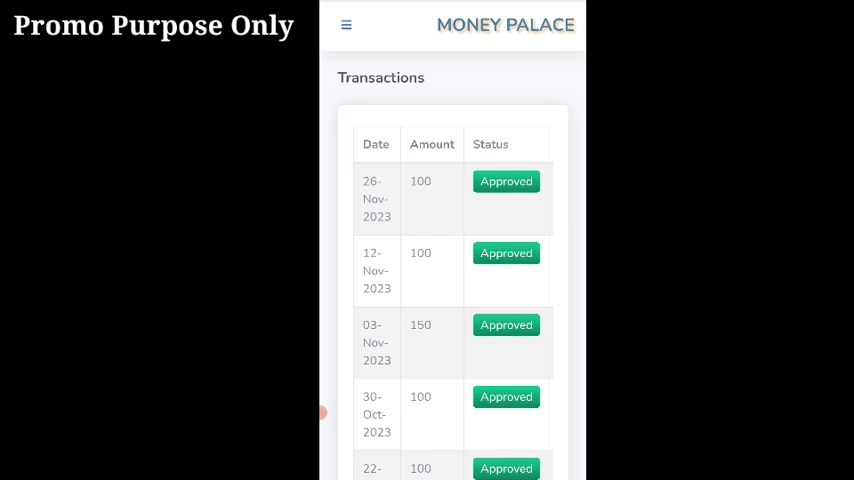 Promo Purpose Only
MONEY PALACE
Transactions
Date Amount Status
26-
Nov-
2023
100 Approved
12-
Nov-
2023
100 Approved
03-
Nov-
2023
150 Approved
30-
Oct-
2023
100 Approved
22- 100 Approved